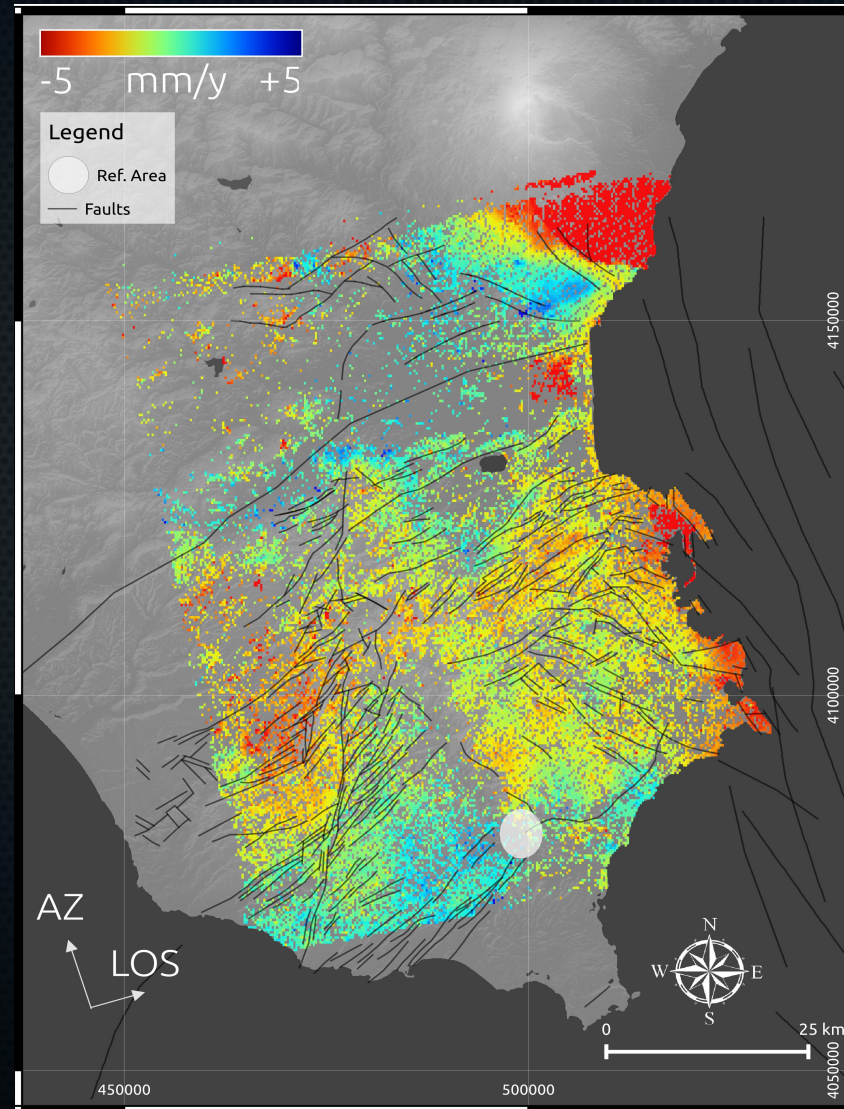 -5 mm/y +5
Legend
Ref. Area
Faults
4150000
4100000
AZ
LOS
N
W E
S
0 25 km
4050000
450000 500000